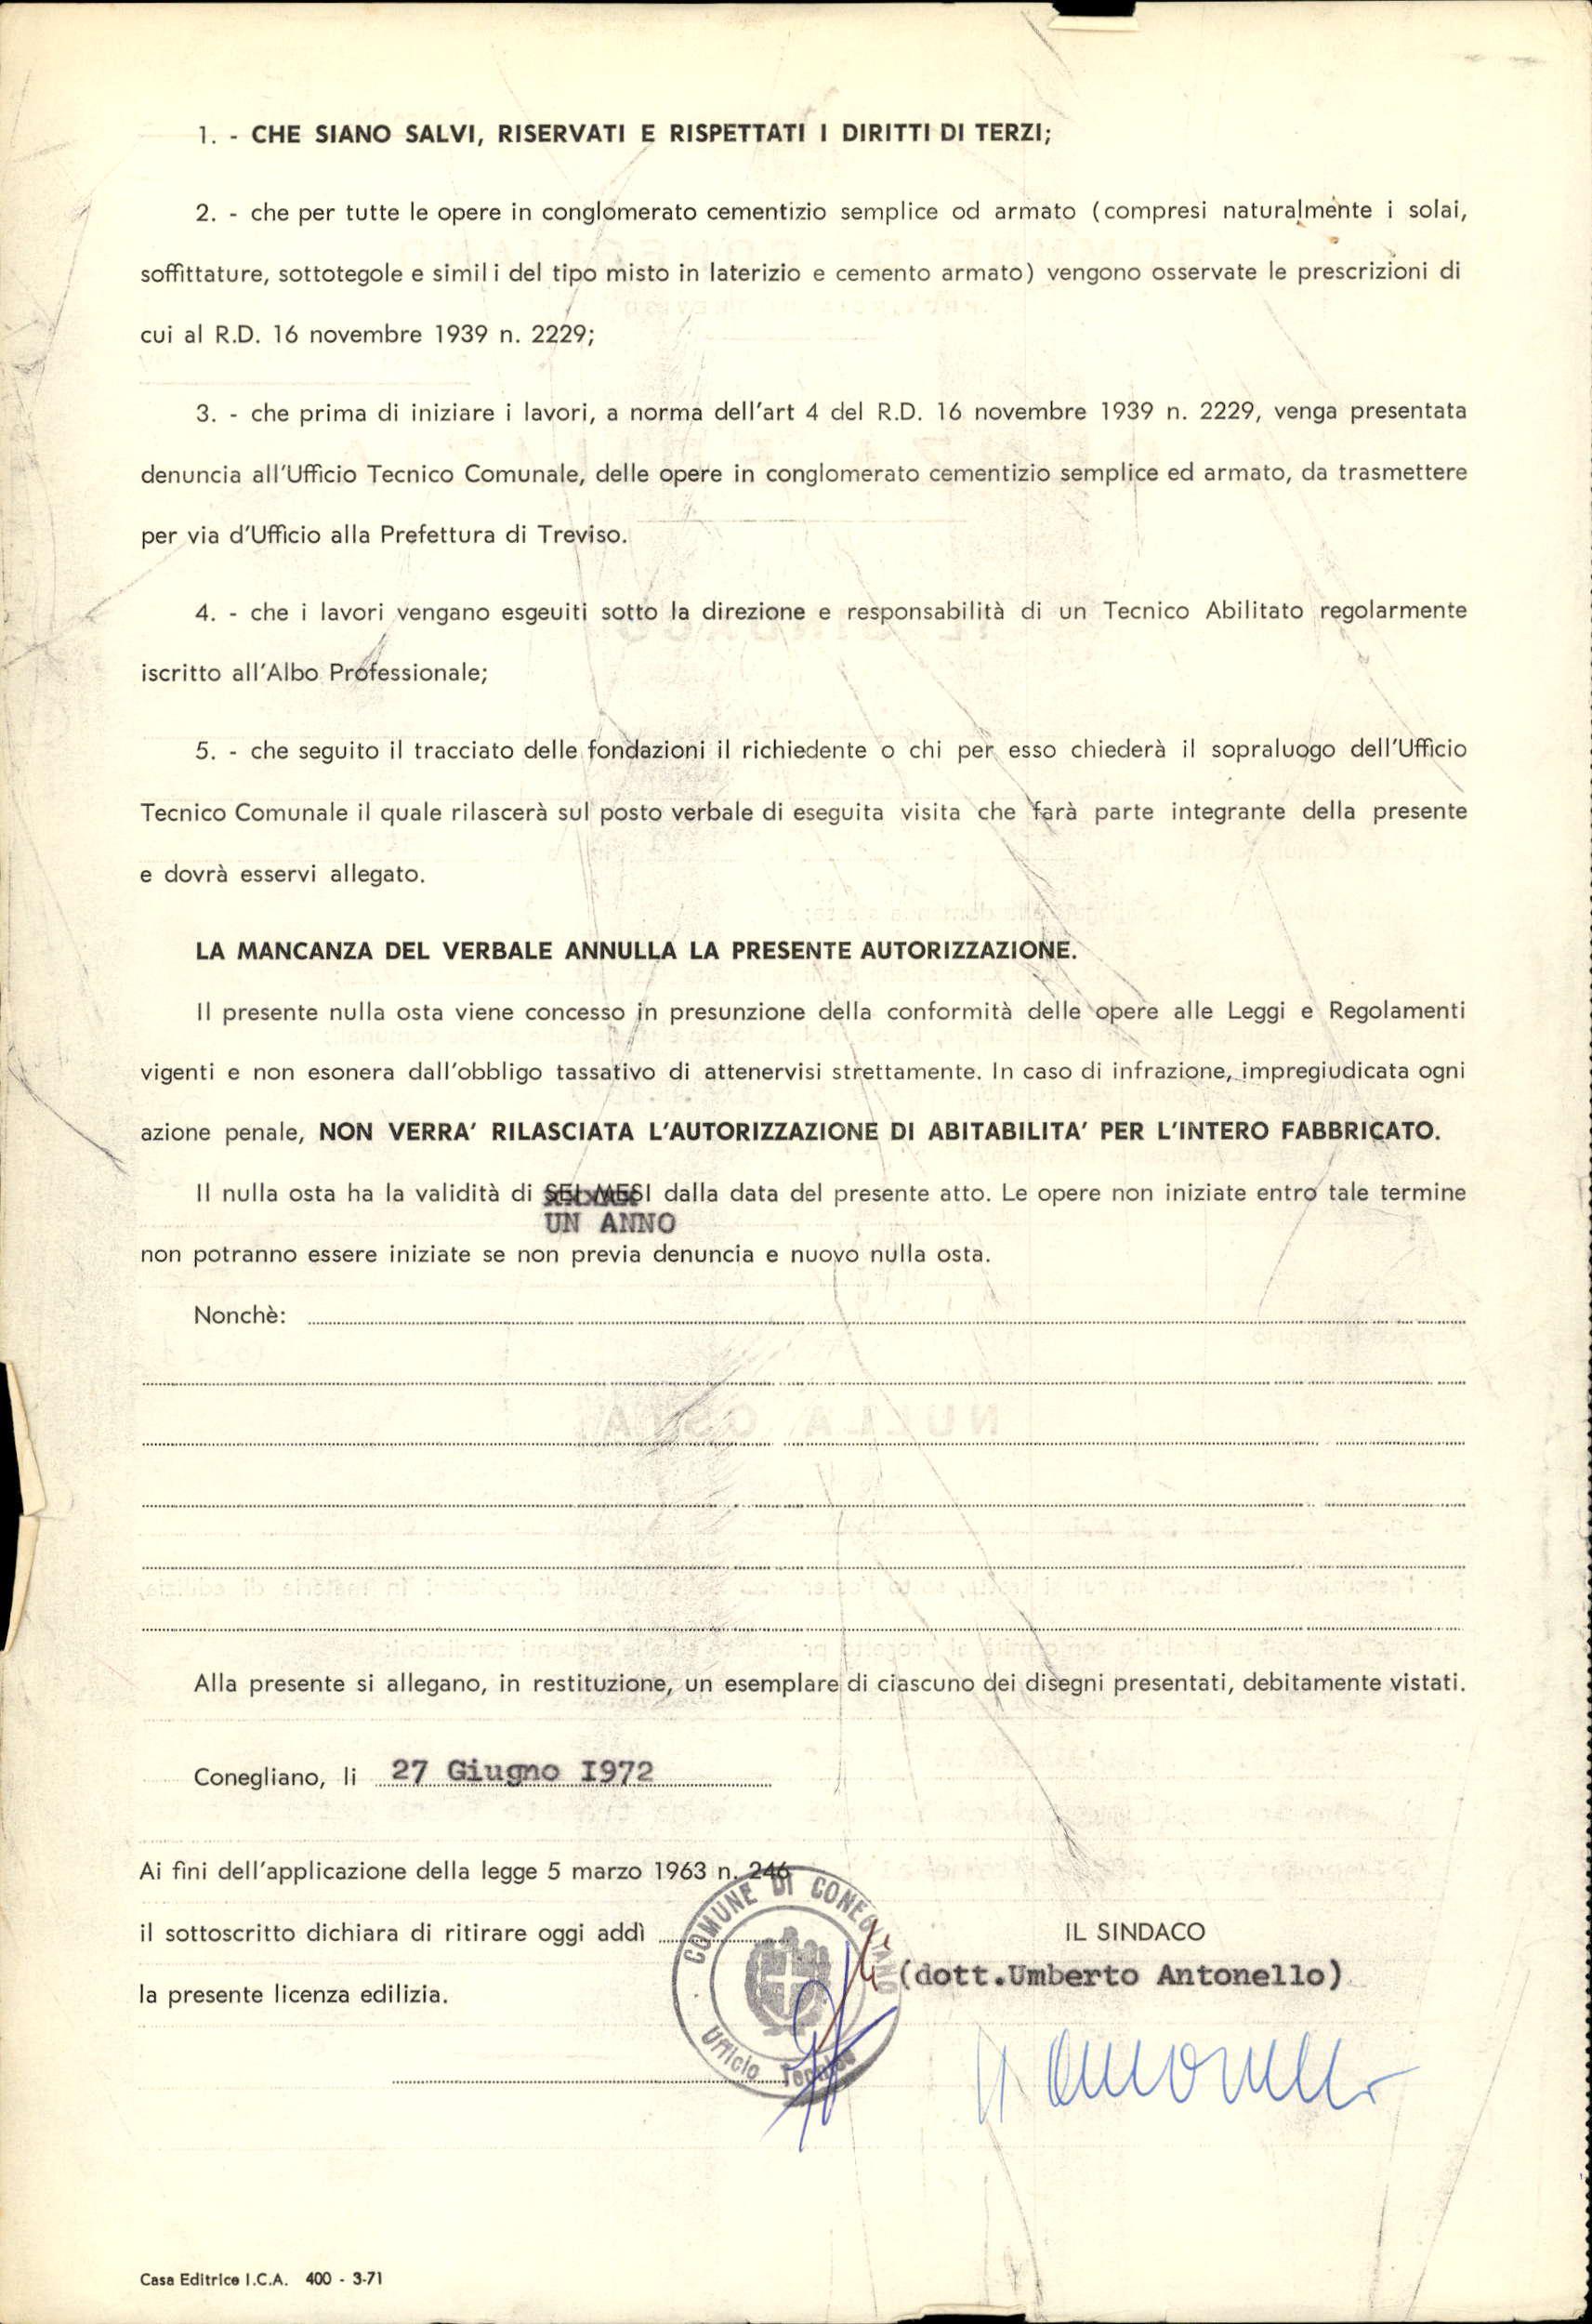 1. - CHE SIANO SALVI, RISERVATI E RISPETTATI I DIRITTI DI TERZI;
2. - che per tutte le opere in conglomerato cementizio semplice od armato (compresi naturalmente i solai,
soffittature, sottotegole e simili del tipo misto in laterizio e cemento armato) vengono osservate le prescrizioni di
cui al R.D. 16 novembre 1939 n. 2229;
3. - che prima di iniziare i lavori, a norma dell'art 4 del R.D. 16 novembre 1939 n. 2229, venga presentata
denuncia all'Ufficio Tecnico Comunale, delle opere in conglomerato cementizio semplice ed armato, da trasmettere
per via d'Ufficio alla Prefettura di Treviso.
4. - che i lavori vengano esgeuiti sotto la direzione e responsabilità di un Tecnico Abilitato regolarmente
iscritto all'Albo Professionale;
5. - che seguito il tracciato delle fondazioni il richiedente o chi per esso chiederà il sopraluogo dell'Ufficio
Tecnico Comunale il quale rilascerà sul posto verbale di eseguita visita che farà parte integrante della presente
e dovrà esservi allegato.
LA MANCANZA DEL VERBALE ANNULLA LA PRESENTE AUTORIZZAZIONE.
Il presente nulla osta viene concesso in presunzione della conformità delle opere alle Leggi e Regolamenti
vigenti e non esonera dall'obbligo tassativo di attenervisi strettamente. In caso di infrazione, impregiudicata ogni
azione penale, NON VERRA' RILASCIATA L'AUTORIZZAZIONE DI ABITABILITA' PER L'INTERO FABBRICATO.
Il nulla osta ha la validità di SEI MESI dalla data del presente atto. Le opere non iniziate entro tale termine
UN ANNO
non potranno essere iniziate se non previa denuncia e nuovo nulla osta.
Nonchè:
Alla presente si allegano, in restituzione, un esemplare di ciascuno dei disegni presentati, debitamente vistati.
Conegliano, li 27 Giugno I972
Ai fini dell'applicazione della legge 5 marzo 1963 n. 246
il sottoscritto dichiara di ritirare oggi addì
la presente licenza edilizia.
COMUNE DI CONEGLIANO
Ufficio Tecnico
IL SINDACO
(dott.Umberto Antonello)
Casa Editrice I.C.A. 400 - 3-71